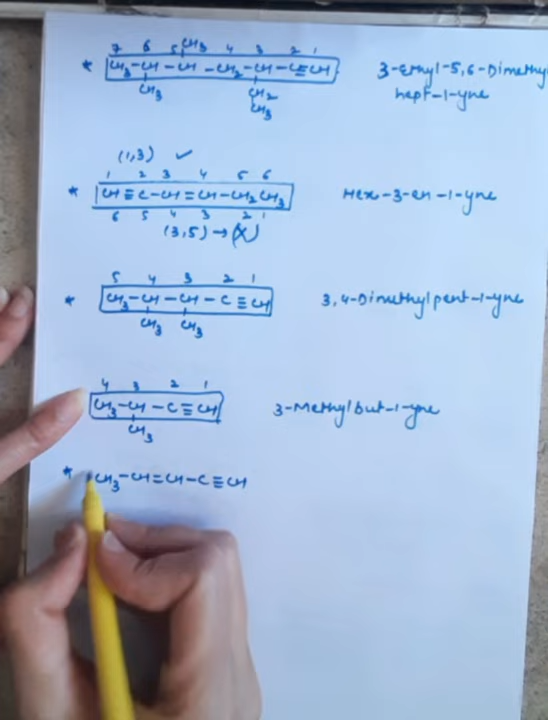 7 6 5 CH3 4 3 2 1
* CH3-CH-CH-CH2-CH-C≡CH 3-Ethyl-5,6-Dimethyl
CH3 CH2 hept-1-yne
CH3
(1,3) ✓
1 2 3 4 5 6
* CH≡C-CH=CH-CH2CH3 Hex-3-en-1-yne
6 5 4 3 2 1
(3,5)→(X)
5 4 3 2 1
* CH3-CH-CH-C≡CH 3,4-Dimethylpent-1-yne
CH3 CH3
4 3 2 1
CH3-CH-C≡CH 3-Methylbut-1-yne
CH3
* CH3-CH=CH-C≡CH